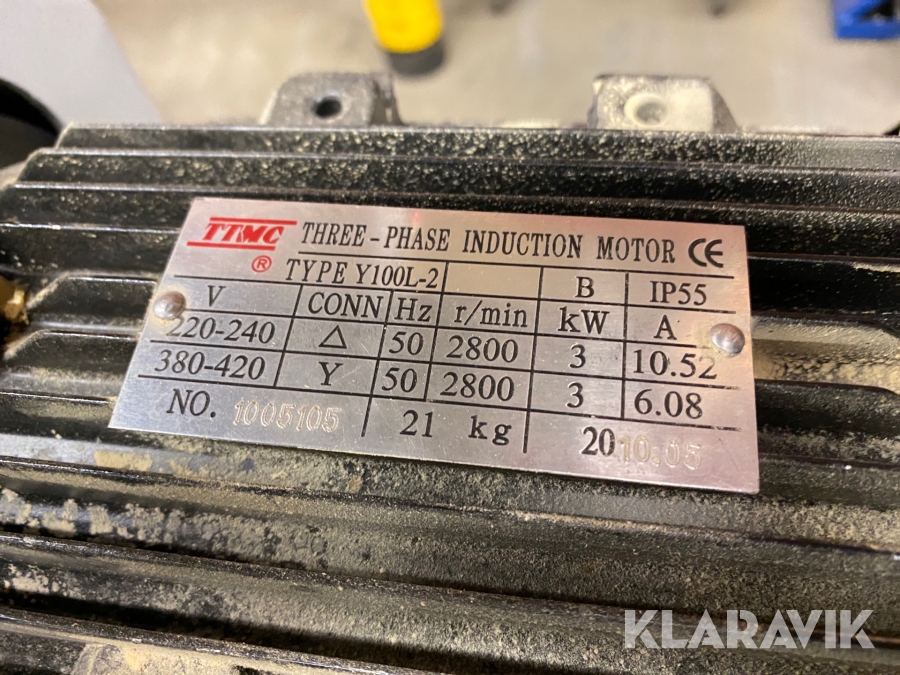 TTMC ® THREE-PHASE INDUCTION MOTOR CE
TYPE Y100L-2 B IP55
V CONN Hz r/min kW A
220-240 △ 50 2800 3 10.52
380-420 Y 50 2800 3 6.08
NO. 1005105 21 kg 2010.05
KLARAVIK